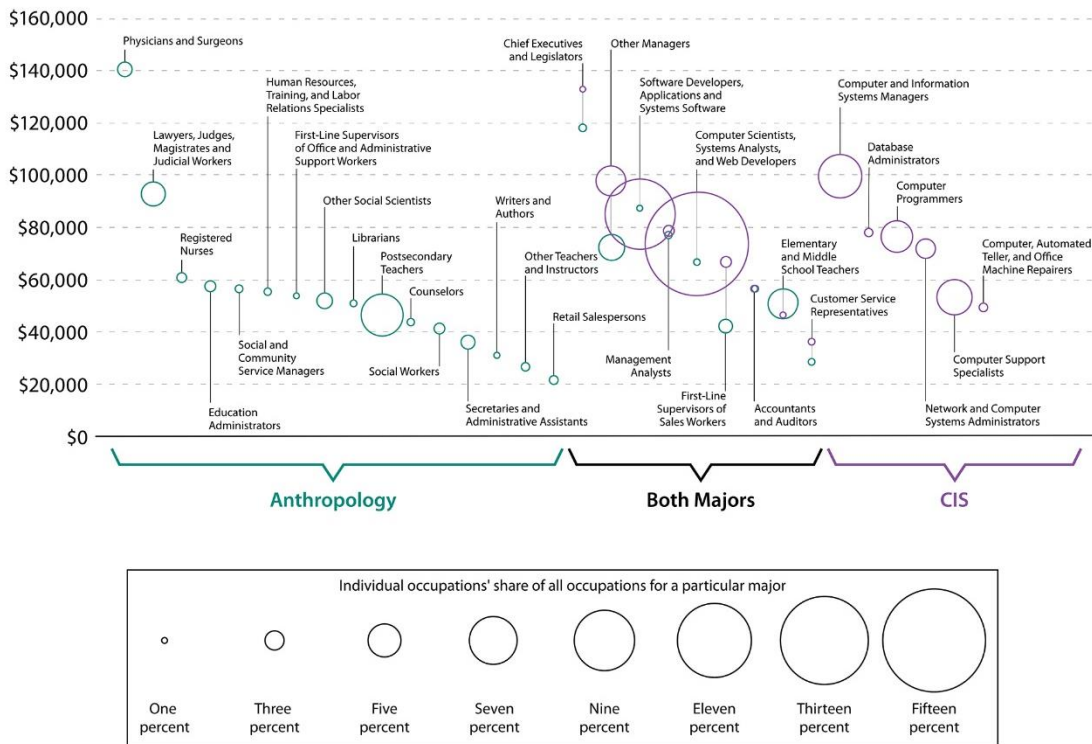 $160,000
$140,000
$120,000
$100,000
$80,000
$60,000
$40,000
$20,000
$0
Physicians and Surgeons
Lawyers, Judges,
Magistrates and
Judicial Workers
Registered
Nurses
Education
Administrators
Social and
Community
Service Managers
Human Resources,
Training, and Labor
Relations Specialists
First-Line Supervisors
of Office and Administrative
Support Workers
Other Social Scientists
Librarians
Postsecondary
Teachers
Counselors
Social Workers
Secretaries and
Administrative Assistants
Writers and
Authors
Other Teachers
and Instructors
Retail Salespersons
Chief Executives
and Legislators
Other Managers
Software Developers,
Applications and
Systems Software
Management
Analysts
Computer Scientists,
Systems Analysts,
and Web Developers
First-Line
Supervisors of
Sales Workers
Accountants
and Auditors
Elementary
and Middle
School Teachers
Customer Service
Representatives
Computer and Information
Systems Managers
Database
Administrators
Computer
Programmers
Network and Computer
Systems Administrators
Computer Support
Specialists
Computer, Automated
Teller, and Office
Machine Repairers
Anthropology
Both Majors
CIS
Individual occupations' share of all occupations for a particular major
One
percent
Three
percent
Five
percent
Seven
percent
Nine
percent
Eleven
percent
Thirteen
percent
Fifteen
percent